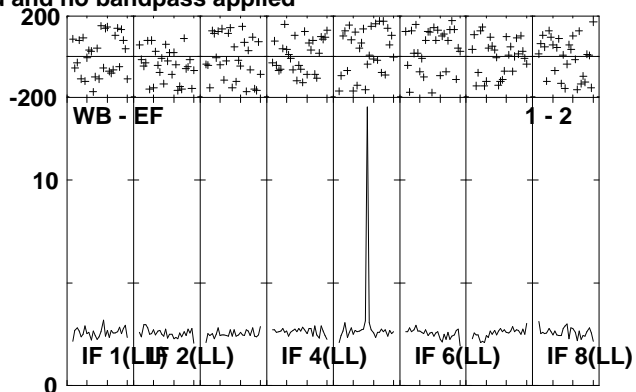 and no bandpass applied
200
-200
WB - EF 1 - 2
10
IF 1(LL) IF 2(LL) IF 4(LL) IF 6(LL) IF 8(LL)
0